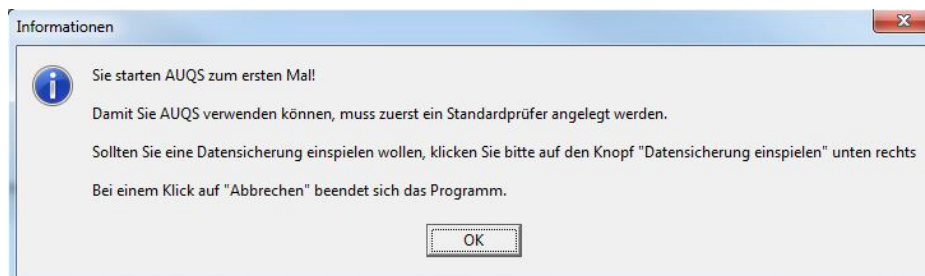 Informationen
Sie starten AUQS zum ersten Mal!
Damit Sie AUQS verwenden können, muss zuerst ein Standardprüfer angelegt werden.
Sollten Sie eine Datensicherung einspielen wollen, klicken Sie bitte auf den Knopf "Datensicherung einspielen" unten rechts
Bei einem Klick auf "Abbrechen" beendet sich das Programm.
OK